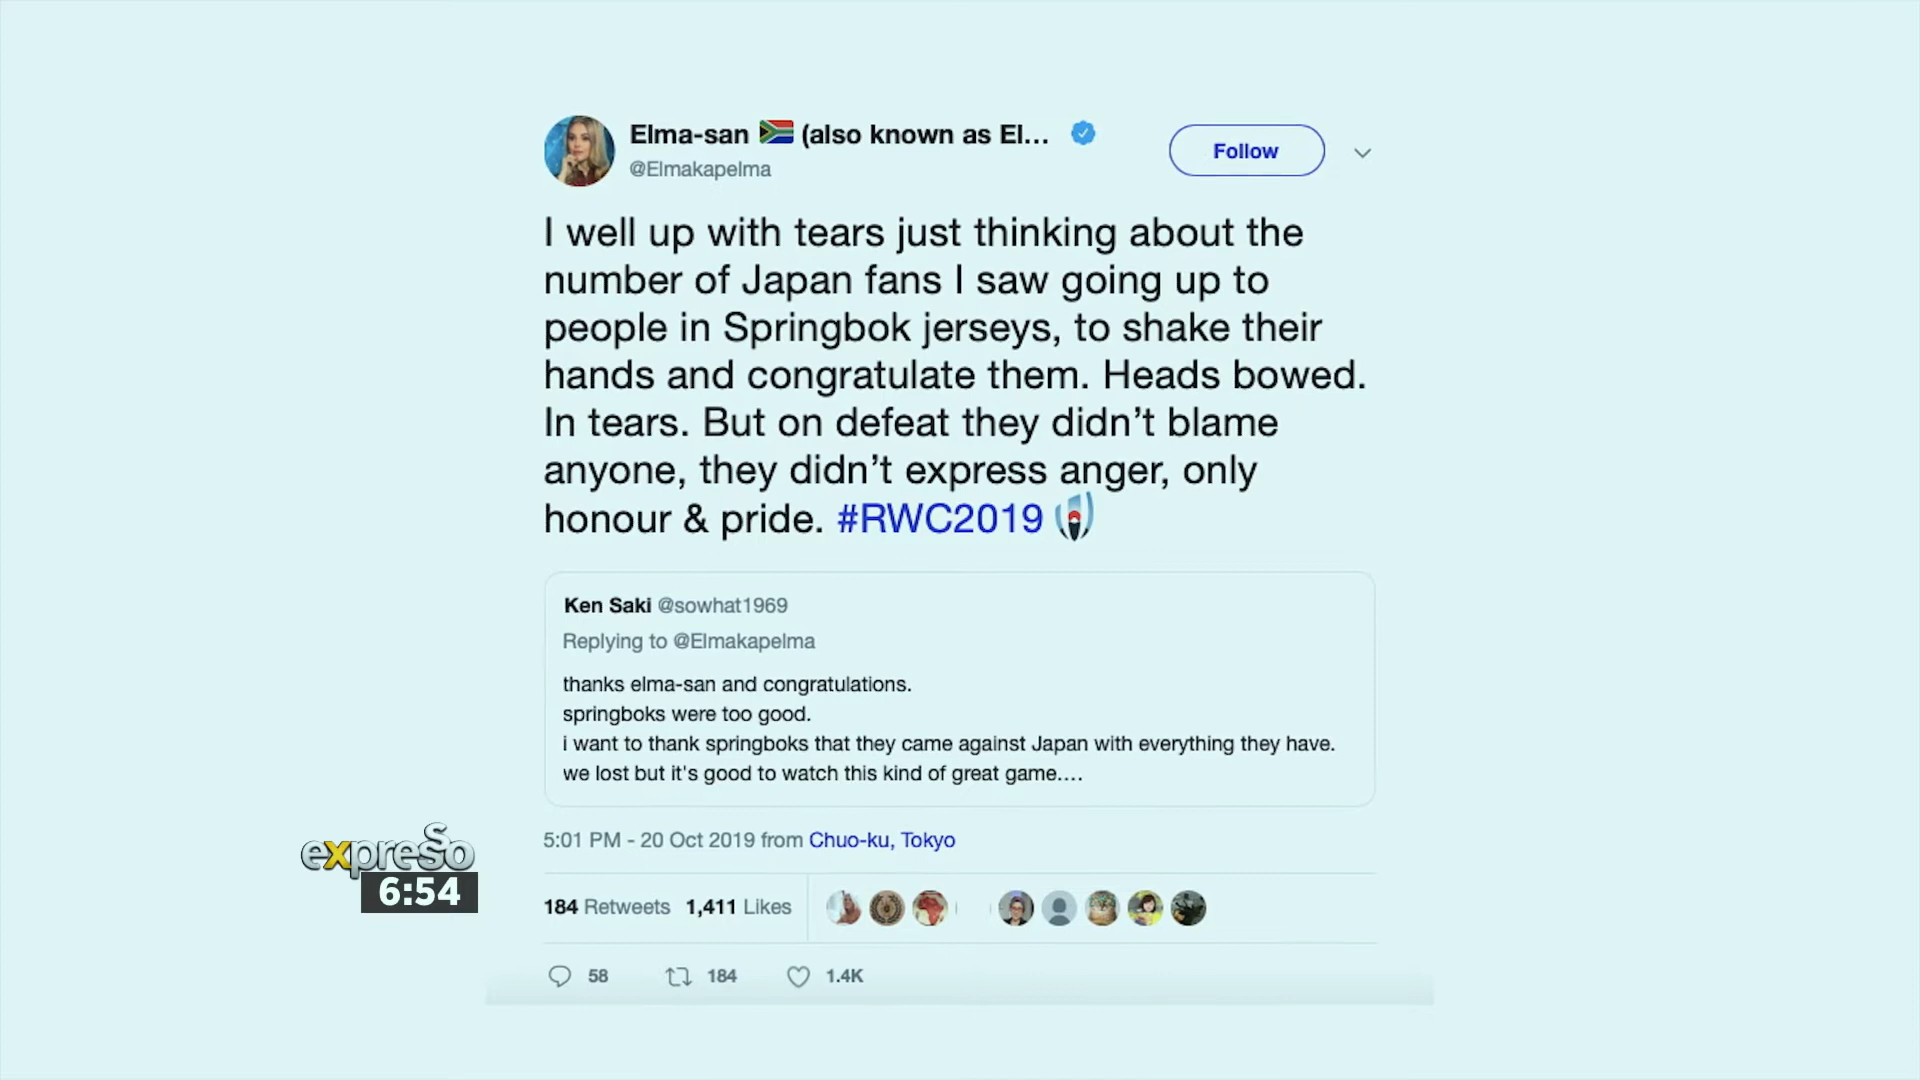 Elma-san 🇿🇦 (also known as El...
@Elmakapelma
Follow
I well up with tears just thinking about the
number of Japan fans I saw going up to
people in Springbok jerseys, to shake their
hands and congratulate them. Heads bowed.
In tears. But on defeat they didn’t blame
anyone, they didn’t express anger, only
honour & pride. #RWC2019
Ken Saki @sowhat1969
Replying to @Elmakapelma
thanks elma-san and congratulations.
springboks were too good.
i want to thank springboks that they came against Japan with everything they have.
we lost but it's good to watch this kind of great game....
5:01 PM - 20 Oct 2019 from Chuo-ku, Tokyo
184 Retweets 1,411 Likes
58 184 1.4K
expresso
6:54